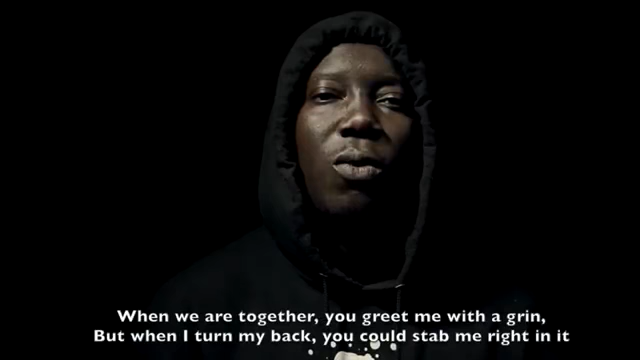 When we are together, you greet me with a grin,
But when I turn my back, you could stab me right in it